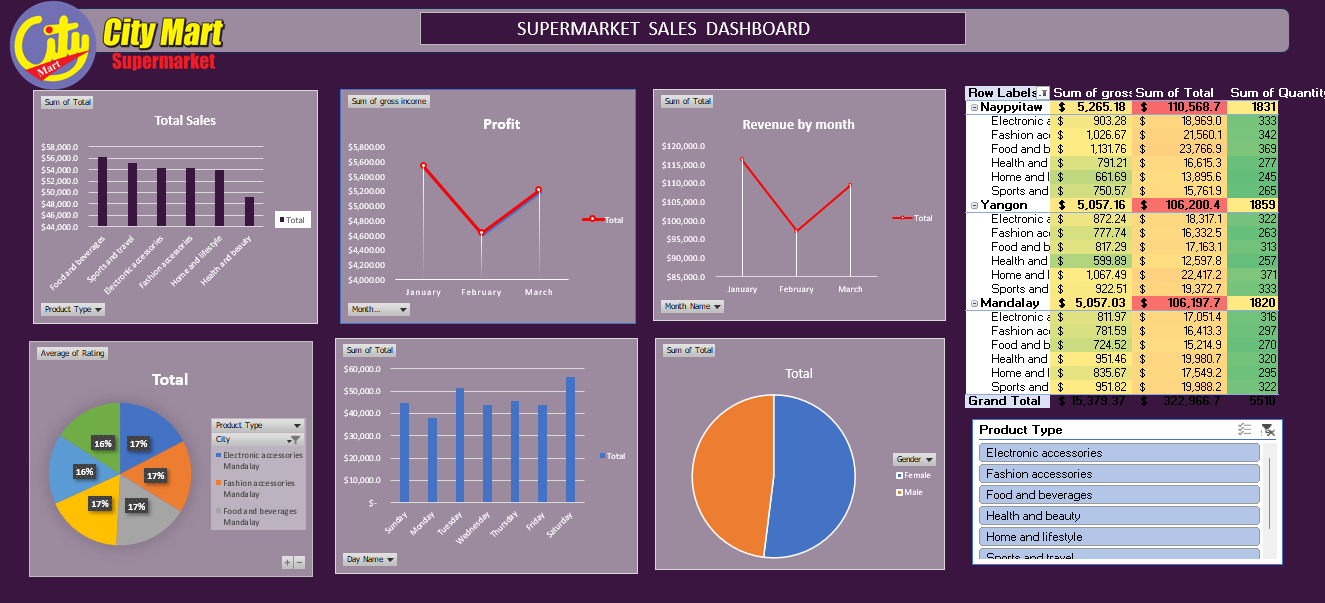 City
Mart
City Mart
Supermarket
SUPERMARKET SALES DASHBOARD
Sum of Total
Total Sales
$58,000.0
$56,000.0
$54,000.0
$52,000.0
$50,000.0
$48,000.0
$46,000.0
$44,000.0
Total
Food and beverages
Sports and travel
Electronic accessories
Fashion accessories
Home and lifestyle
Health and beauty
Product Type
Sum of gross income
Profit
$5,800.00
$5,600.00
$5,400.00
$5,200.00
$5,000.00
$4,800.00
$4,600.00
$4,400.00
$4,200.00
$4,000.00
Total
January February March
Month...
Sum of Total
Revenue by month
$120,000.0
$115,000.0
$110,000.0
$105,000.0
$100,000.0
$95,000.0
$90,000.0
$85,000.0
Total
January February March
Month Name
Row Labels Sum of gross Sum of Total Sum of Quantity
Naypyitaw $ 5,265.18 $ 110,568.7 1831
Electronic a $ 903.28 $ 18,969.0 333
Fashion acc $ 1,026.67 $ 21,560.1 342
Food and b $ 1,131.76 $ 23,766.9 369
Health and $ 791.21 $ 16,615.3 277
Home and l $ 661.69 $ 13,895.6 245
Sports and $ 750.57 $ 15,761.9 265
Yangon $ 5,057.16 $ 106,200.4 1859
Electronic a $ 872.24 $ 18,317.1 322
Fashion acc $ 777.74 $ 16,332.5 263
Food and b $ 817.29 $ 17,163.1 313
Health and $ 599.89 $ 12,597.8 257
Home and l $ 1,067.49 $ 22,417.2 371
Sports and $ 922.51 $ 19,372.7 333
Mandalay $ 5,057.03 $ 106,197.7 1820
Electronic a $ 811.97 $ 17,051.4 316
Fashion acc $ 781.59 $ 16,413.3 297
Food and b $ 724.52 $ 15,214.9 270
Health and $ 951.46 $ 19,980.7 320
Home and l $ 835.67 $ 17,549.2 295
Sports and $ 951.82 $ 19,988.2 322
Grand Total $ 15,379.37 $ 322,966.7 5510
Average of Rating
Total
16% 17%
16% 17%
17% 17%
Product Type
City
Electronic accessories
Mandalay
Fashion accessories
Mandalay
Food and beverages
Mandalay
+ −
Sum of Total
$60,000.0
$50,000.0
$40,000.0
$30,000.0
$20,000.0
$10,000.0
$-
Total
Sunday
Monday
Tuesday
Wednesday
Thursday
Friday
Saturday
Day Name
Sum of Total
Total
Gender
Female
Male
Product Type
Electronic accessories
Fashion accessories
Food and beverages
Health and beauty
Home and lifestyle
Sports and travel